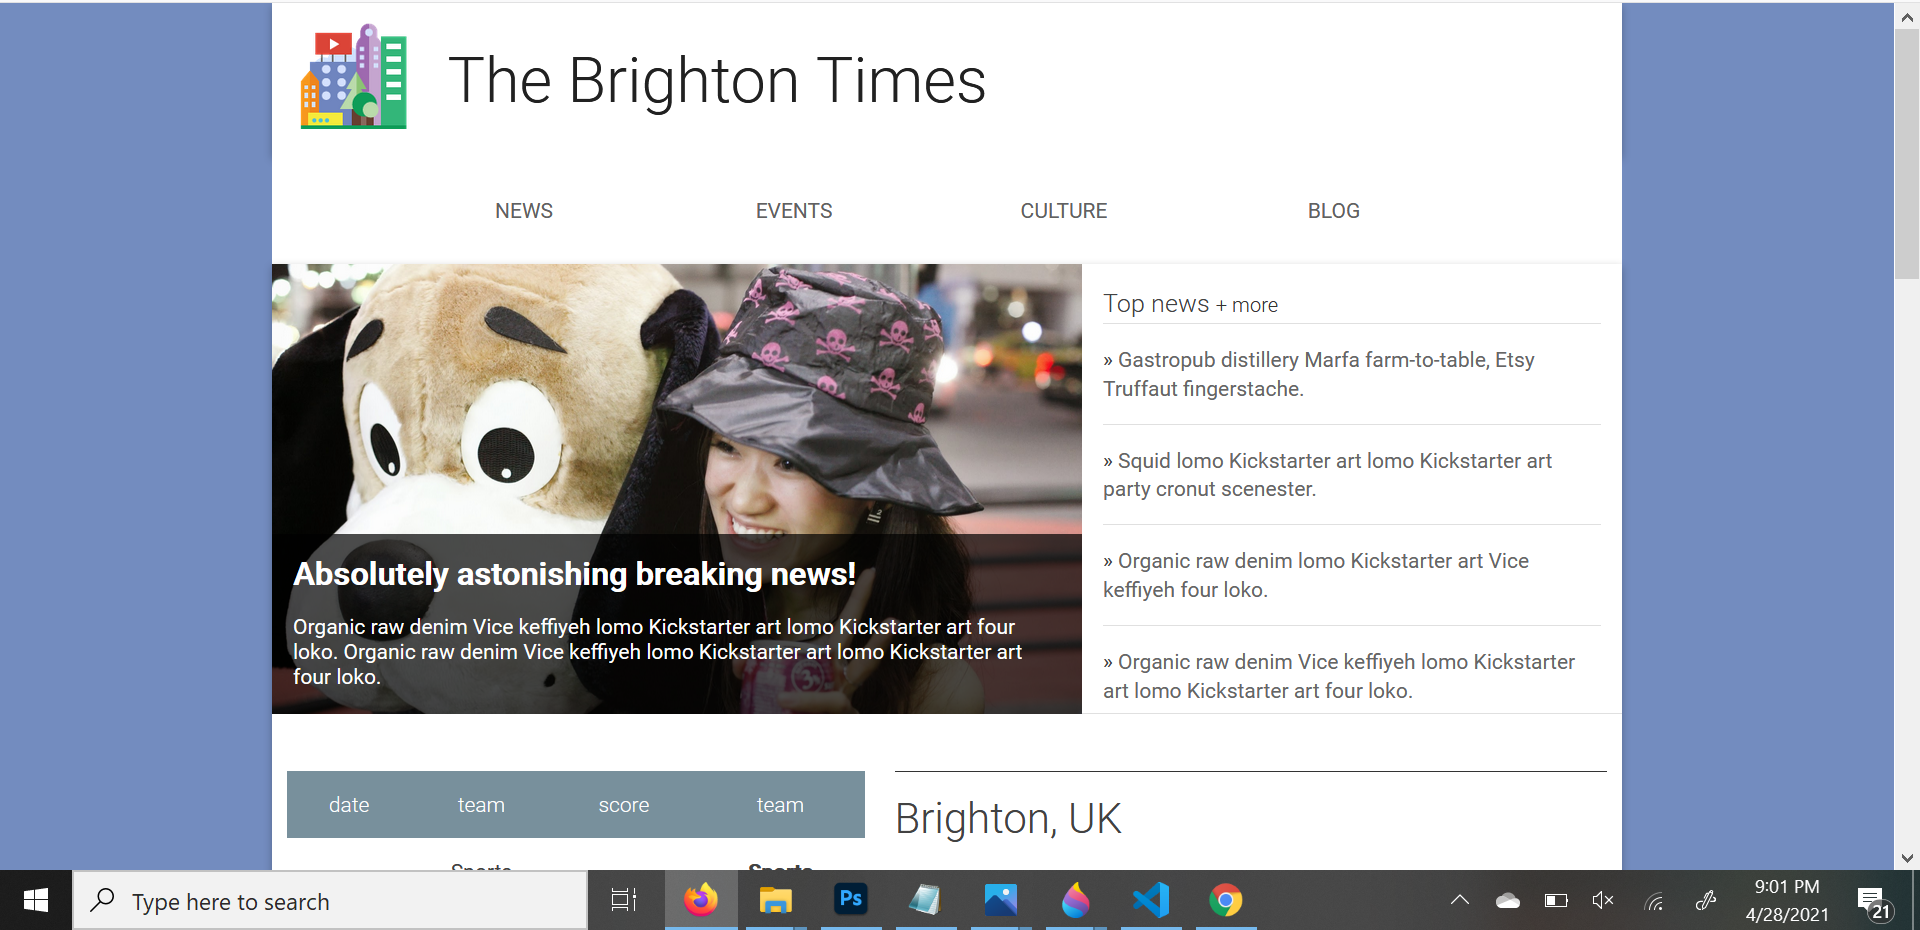 The Brighton Times
NEWS EVENTS CULTURE BLOG
Absolutely astonishing breaking news!
Organic raw denim Vice keffiyeh lomo Kickstarter art lomo Kickstarter art four
loko. Organic raw denim Vice keffiyeh lomo Kickstarter art lomo Kickstarter art
four loko.
Top news + more
» Gastropub distillery Marfa farm-to-table, Etsy
Truffaut fingerstache.
» Squid lomo Kickstarter art lomo Kickstarter art
party cronut scenester.
» Organic raw denim lomo Kickstarter art Vice
keffiyeh four loko.
» Organic raw denim Vice keffiyeh lomo Kickstarter
art lomo Kickstarter art four loko.
date team score team
Sports Sports
Brighton, UK
Type here to search
Ps
9:01 PM
4/28/2021
21